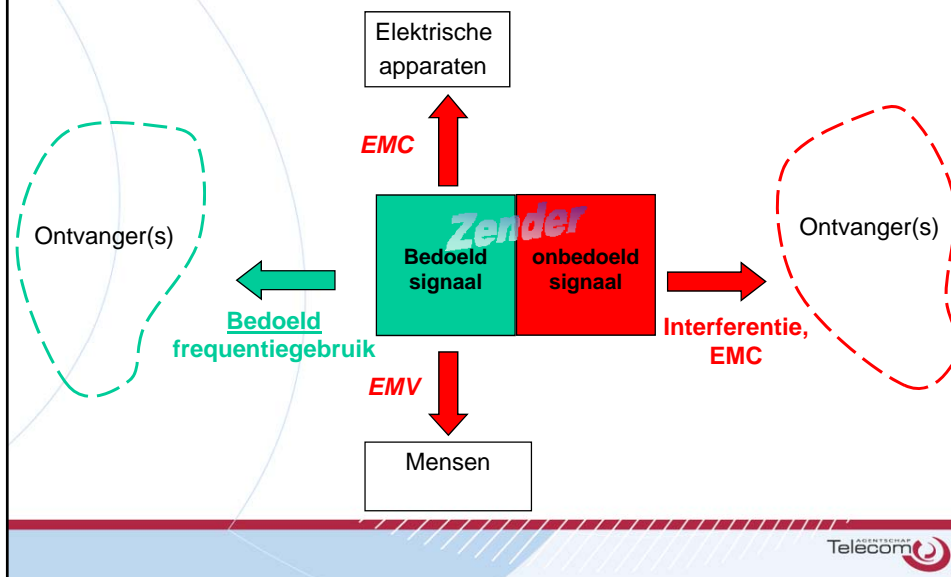 Elektrische
apparaten
EMC
Ontvanger(s)
Zender
Bedoeld
signaal
onbedoeld
signaal
Ontvanger(s)
Bedoeld
frequentiegebruik
Interferentie,
EMC
EMV
Mensen
AGENTSCHAP
Telecom